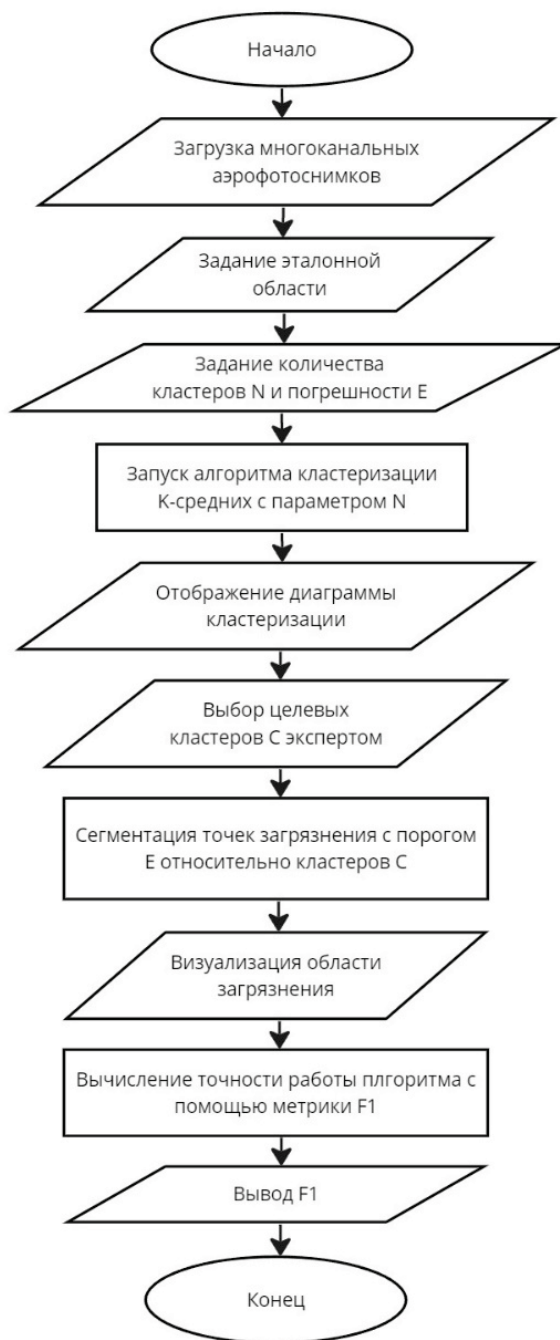 Начало
Загрузка многоканальных
аэрофотоснимков
Задание эталонной
области
Задание количества
кластеров N и погрешности E
Запуск алгоритма кластеризации
K-средних с параметром N
Отображение диаграммы
кластеризации
Выбор целевых
кластеров C экспертом
Сегментация точек загрязнения с порогом
E относительно кластеров C
Визуализация области
загрязнения
Вычисление точности работы плгоритма с
помощью метрики F1
Вывод F1
Конец